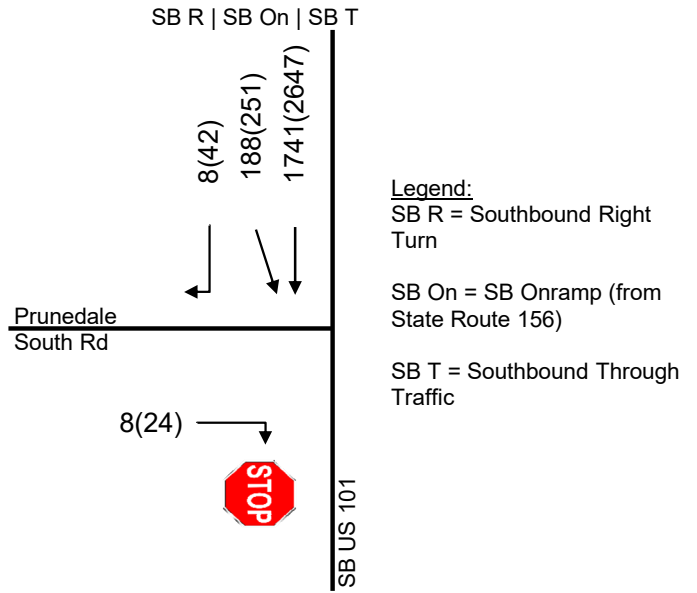 SB R | SB On | SB T
8(42)
188(251)
1741(2647)
Legend:
SB R = Southbound Right
Turn
SB On = SB Onramp (from
State Route 156)
SB T = Southbound Through
Traffic
Prunedale
South Rd
8(24)
STOP
SB US 101